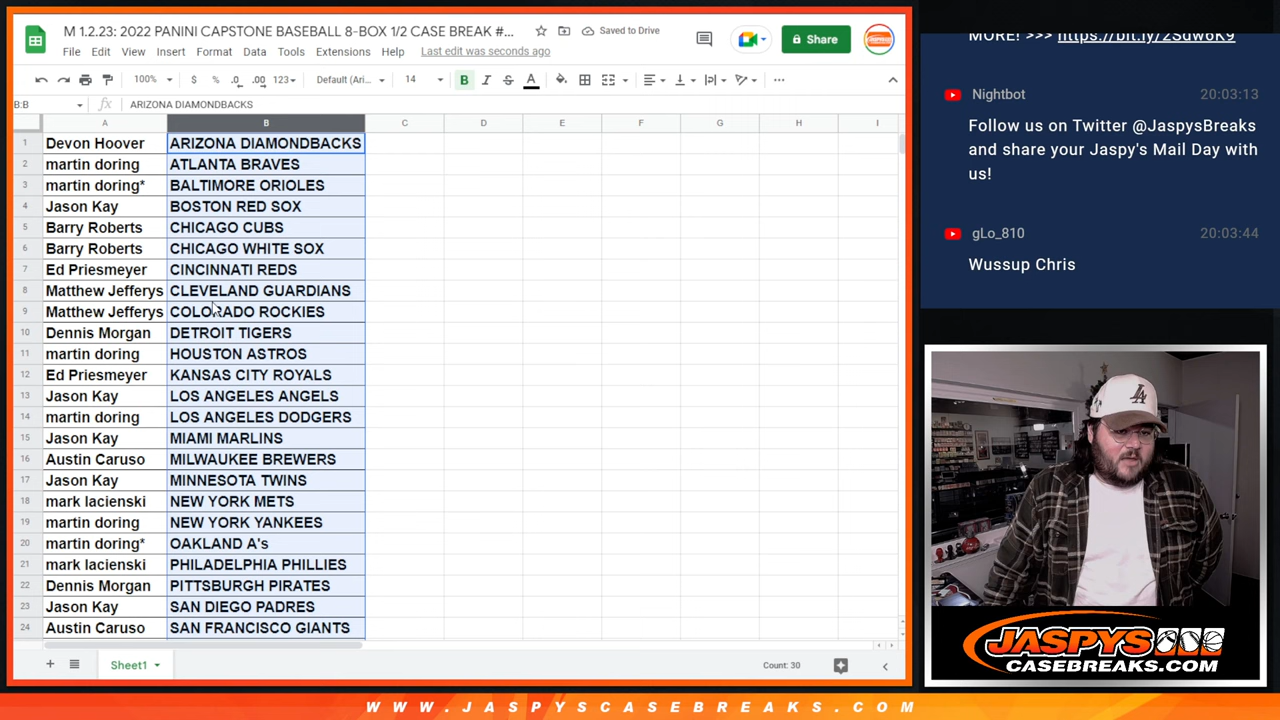 M 1.2.23: 2022 PANINI CAPSTONE BASEBALL 8-BOX 1/2 CASE BREAK #...
Saved to Drive
Share
File Edit View Insert Format Data Tools Extensions Help Last edit was seconds ago
100% $ % .0 .00 123 Default (Ari... 14 B I S A
B:B fx ARIZONA DIAMONDBACKS
A B C D E F G H I
1 Devon Hoover ARIZONA DIAMONDBACKS
2 martin doring ATLANTA BRAVES
3 martin doring* BALTIMORE ORIOLES
4 Jason Kay BOSTON RED SOX
5 Barry Roberts CHICAGO CUBS
6 Barry Roberts CHICAGO WHITE SOX
7 Ed Priesmeyer CINCINNATI REDS
8 Matthew Jefferys CLEVELAND GUARDIANS
9 Matthew Jefferys COLORADO ROCKIES
10 Dennis Morgan DETROIT TIGERS
11 martin doring HOUSTON ASTROS
12 Ed Priesmeyer KANSAS CITY ROYALS
13 Jason Kay LOS ANGELES ANGELS
14 martin doring LOS ANGELES DODGERS
15 Jason Kay MIAMI MARLINS
16 Austin Caruso MILWAUKEE BREWERS
17 Jason Kay MINNESOTA TWINS
18 mark lacienski NEW YORK METS
19 martin doring NEW YORK YANKEES
20 martin doring* OAKLAND A's
21 mark lacienski PHILADELPHIA PHILLIES
22 Dennis Morgan PITTSBURGH PIRATES
23 Jason Kay SAN DIEGO PADRES
24 Austin Caruso SAN FRANCISCO GIANTS
Sheet1
Count: 30
MORE! >>> https://bit.ly/2Sdw6K9
Nightbot 20:03:13
Follow us on Twitter @JaspysBreaks
and share your Jaspy's Mail Day with
us!
gLo_810 20:03:44
Wussup Chris
LA
JASPYS
CASEBREAKS.COM
WWW.JASPYSCASEBREAKS.COM